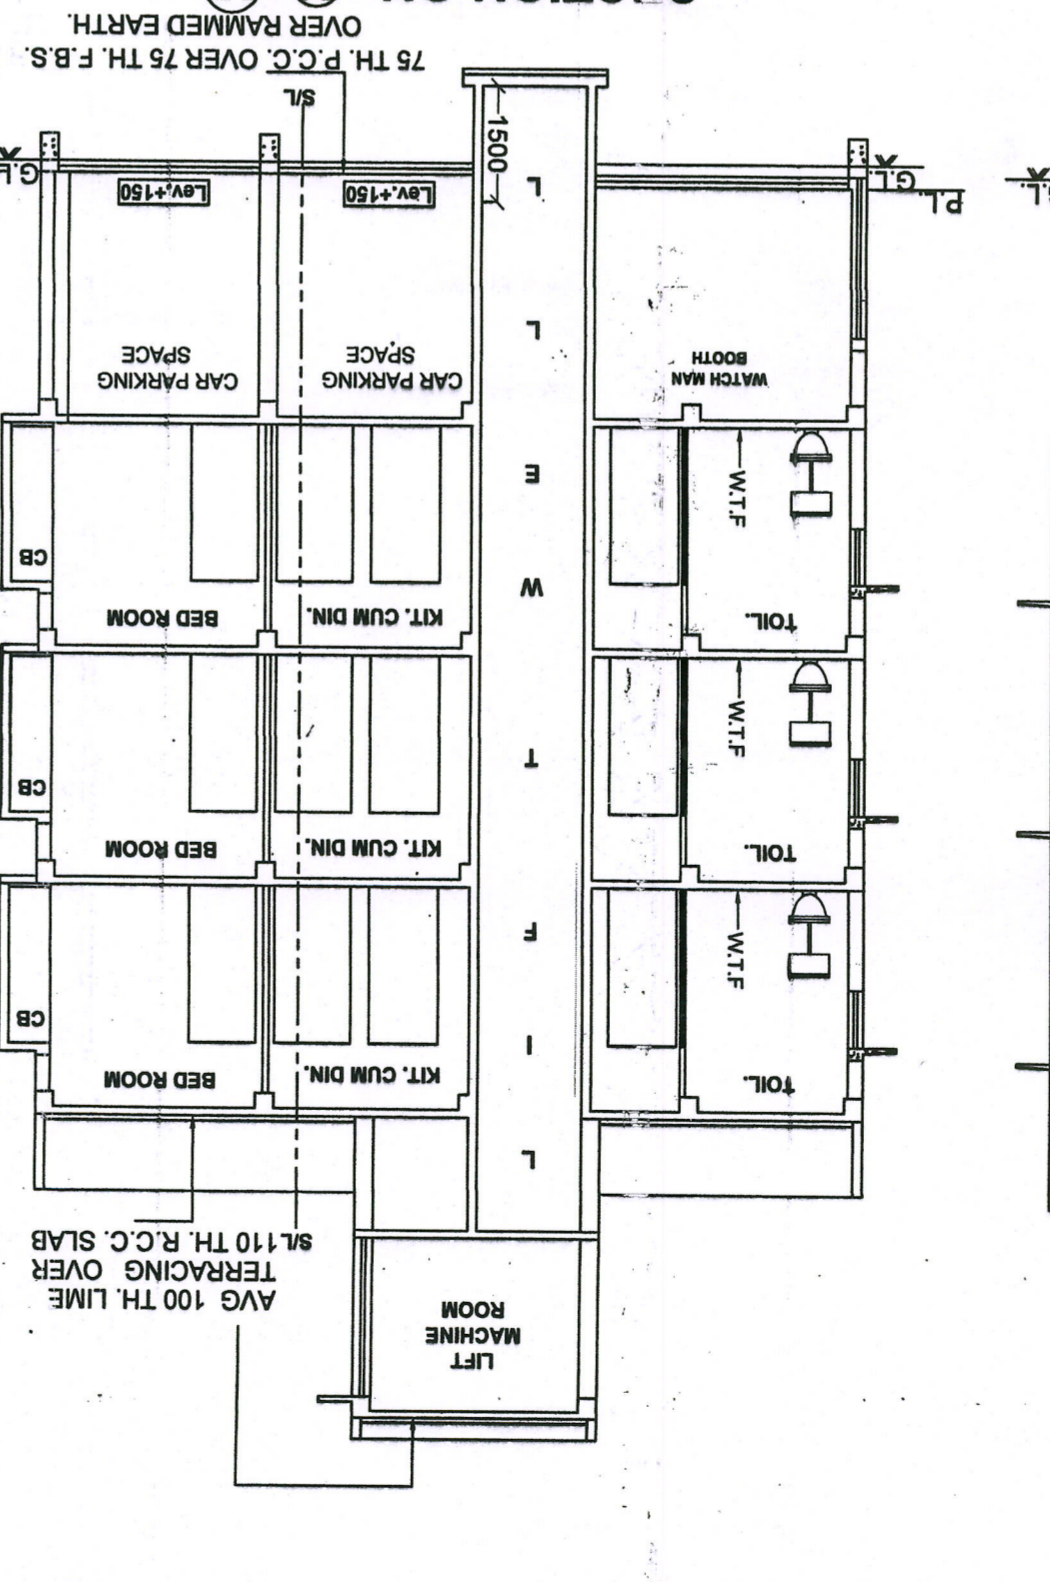 LIFT
MACHINE
ROOM
AVG 100 TH. LIME
TERRACING OVER
110 TH. R.C.C. SLAB
S/L
L
I
F
T
W
E
L
L
TOIL.
W.T.F
KIT. CUM DIN.
BED ROOM
CB
TOIL.
W.T.F
KIT. CUM DIN.
BED ROOM
CB
TOIL.
W.T.F
KIT. CUM DIN.
BED ROOM
CB
WATCH MAN
BOOTH
CAR PARKING
SPACE
CAR PARKING
SPACE
P.L
G.L
1500
Lev.+150
Lev.+150
G.L
S/L
75 TH. P.C.C. OVER 75 TH. F.B.S.
OVER RAMMED EARTH.